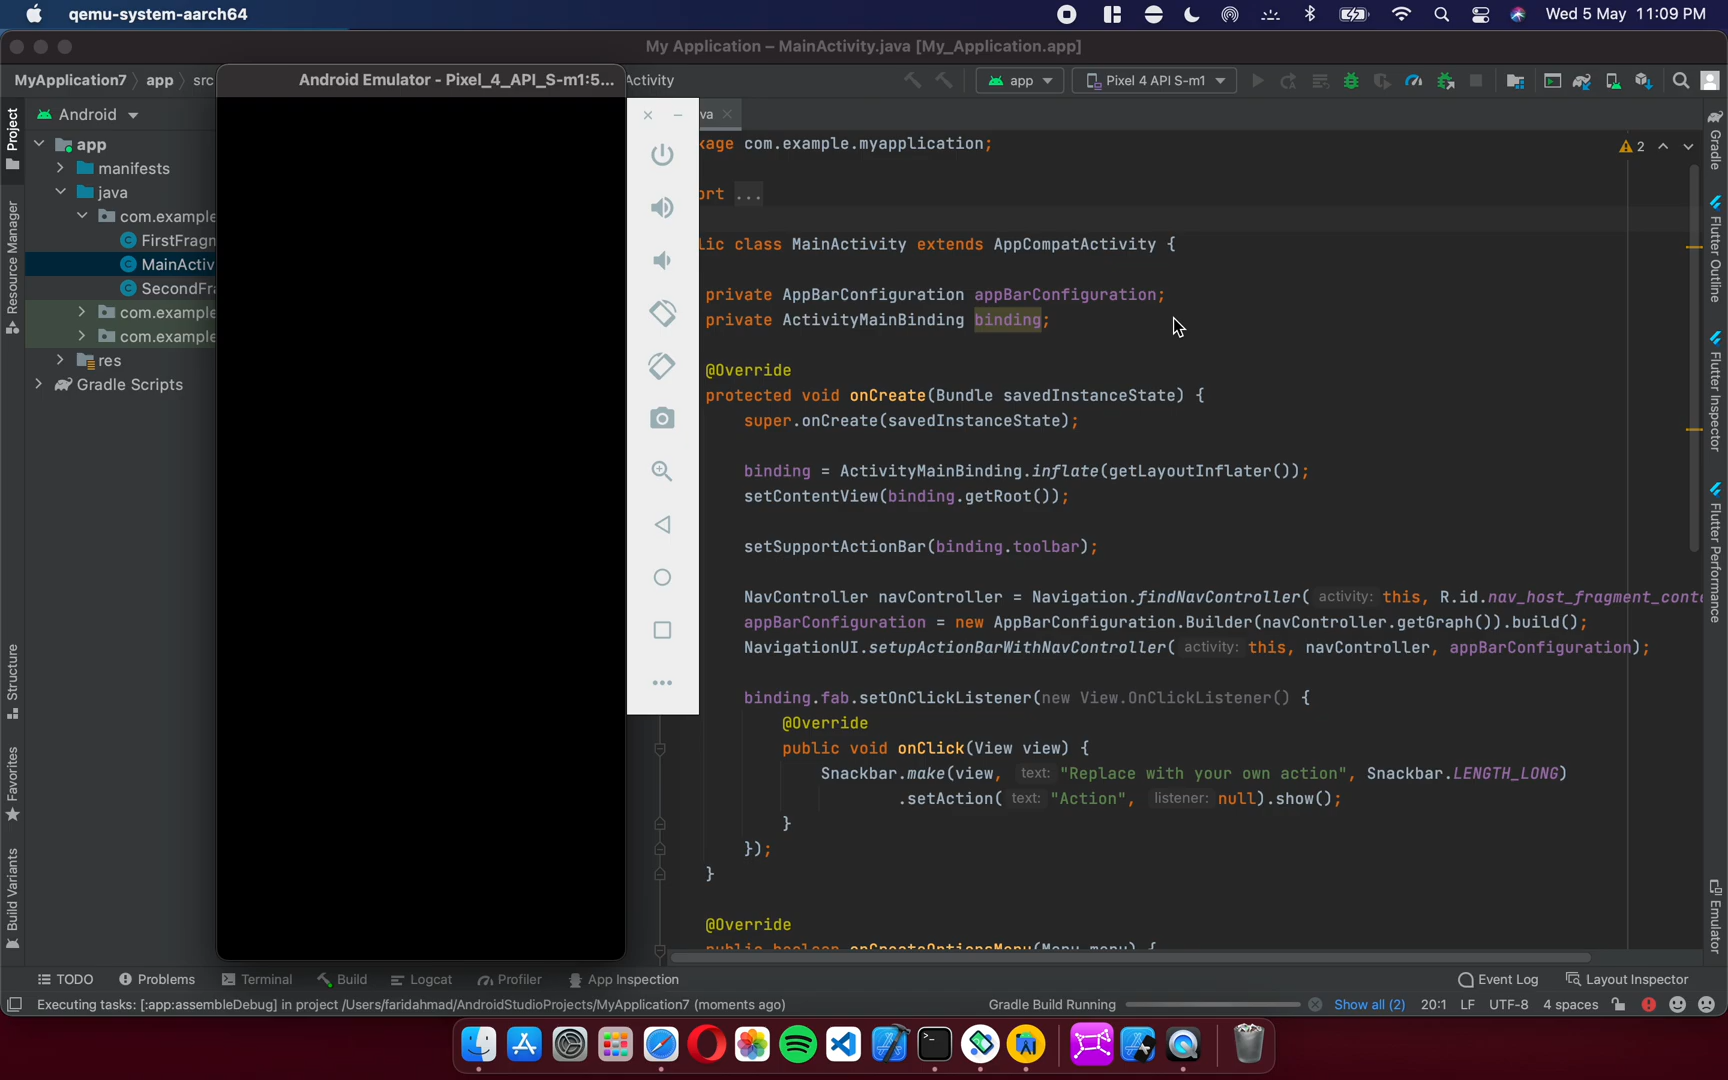 qemu-system-aarch64
Wed 5 May 11:09 PM
My Application – MainActivity.java [My_Application.app]
MyApplication7 app src
Android Emulator - Pixel_4_API_S-m1:5...
Activity
app
Pixel 4 API S-m1
Project
Resource Manager
Structure
Favorites
Build Variants
Android
app
manifests
java
com.example
FirstFragm
MainActiv
SecondFra
com.example
com.example
res
Gradle Scripts
va
2
kage com.example.myapplication;
ort ...
lic class MainActivity extends AppCompatActivity {
private AppBarConfiguration appBarConfiguration;
private ActivityMainBinding binding;
@Override
protected void onCreate(Bundle savedInstanceState) {
super.onCreate(savedInstanceState);
binding = ActivityMainBinding.inflate(getLayoutInflater());
setContentView(binding.getRoot());
setSupportActionBar(binding.toolbar);
NavController navController = Navigation.findNavController( activity: this, R.id.nav_host_fragment_conte
appBarConfiguration = new AppBarConfiguration.Builder(navController.getGraph()).build();
NavigationUI.setupActionBarWithNavController( activity: this, navController, appBarConfiguration);
binding.fab.setOnClickListener(new View.OnClickListener() {
@Override
public void onClick(View view) {
Snackbar.make(view, text: "Replace with your own action", Snackbar.LENGTH_LONG)
.setAction( text: "Action", listener: null).show();
}
});
}
@Override
public boolean onCreateOptionsMenu(Menu menu) {
Gradle
Flutter Outline
Flutter Inspector
Flutter Performance
Emulator
TODO
Problems
Terminal
Build
Logcat
Profiler
App Inspection
Event Log
Layout Inspector
Executing tasks: [:app:assembleDebug] in project /Users/faridahmad/AndroidStudioProjects/MyApplication7 (moments ago)
Gradle Build Running
Show all (2)
20:1 LF UTF-8 4 spaces